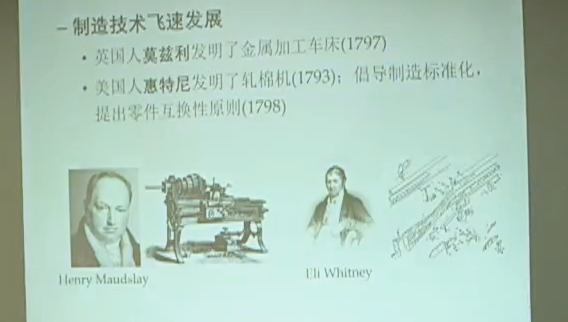 – 制造技术飞速发展
• 英国人莫兹利发明了金属加工车床(1797)
• 美国人惠特尼发明了轧棉机(1793)；倡导制造标准化，
提出零件互换性原则(1798)
Henry Maudslay
Eli Whitney